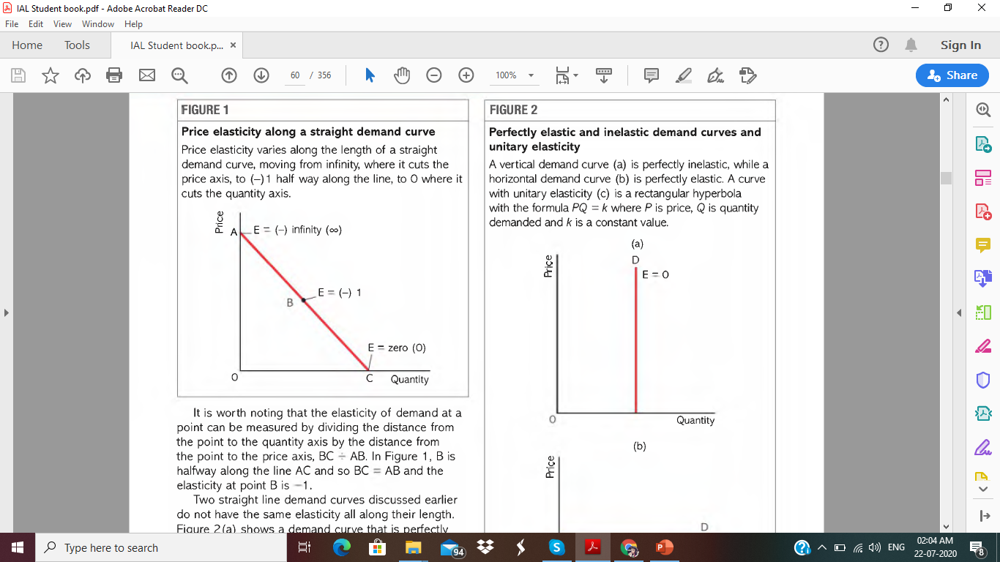 IAL Student book.pdf - Adobe Acrobat Reader DC
File Edit View Window Help
Home Tools IAL Student book.p... × Sign In
60 / 356 100% Share
FIGURE 1
Price elasticity along a straight demand curve
Price elasticity varies along the length of a straight
demand curve, moving from infinity, where it cuts the
price axis, to (–)1 half way along the line, to 0 where it
cuts the quantity axis.
Price
A E = (–) infinity (∞)
B E = (–) 1
E = zero (0)
O C Quantity
It is worth noting that the elasticity of demand at a
point can be measured by dividing the distance from
the point to the quantity axis by the distance from
the point to the price axis, BC ÷ AB. In Figure 1, B is
halfway along the line AC and so BC = AB and the
elasticity at point B is –1.
Two straight line demand curves discussed earlier
do not have the same elasticity all along their length.
Figure 2(a) shows a demand curve that is perfectly
FIGURE 2
Perfectly elastic and inelastic demand curves and
unitary elasticity
A vertical demand curve (a) is perfectly inelastic, while a
horizontal demand curve (b) is perfectly elastic. A curve
with unitary elasticity (c) is a rectangular hyperbola
with the formula PQ = k where P is price, Q is quantity
demanded and k is a constant value.
(a)
Price
D
E = 0
O Quantity
(b)
Price
D
Type here to search
94
ENG
02:04 AM
22-07-2020
8